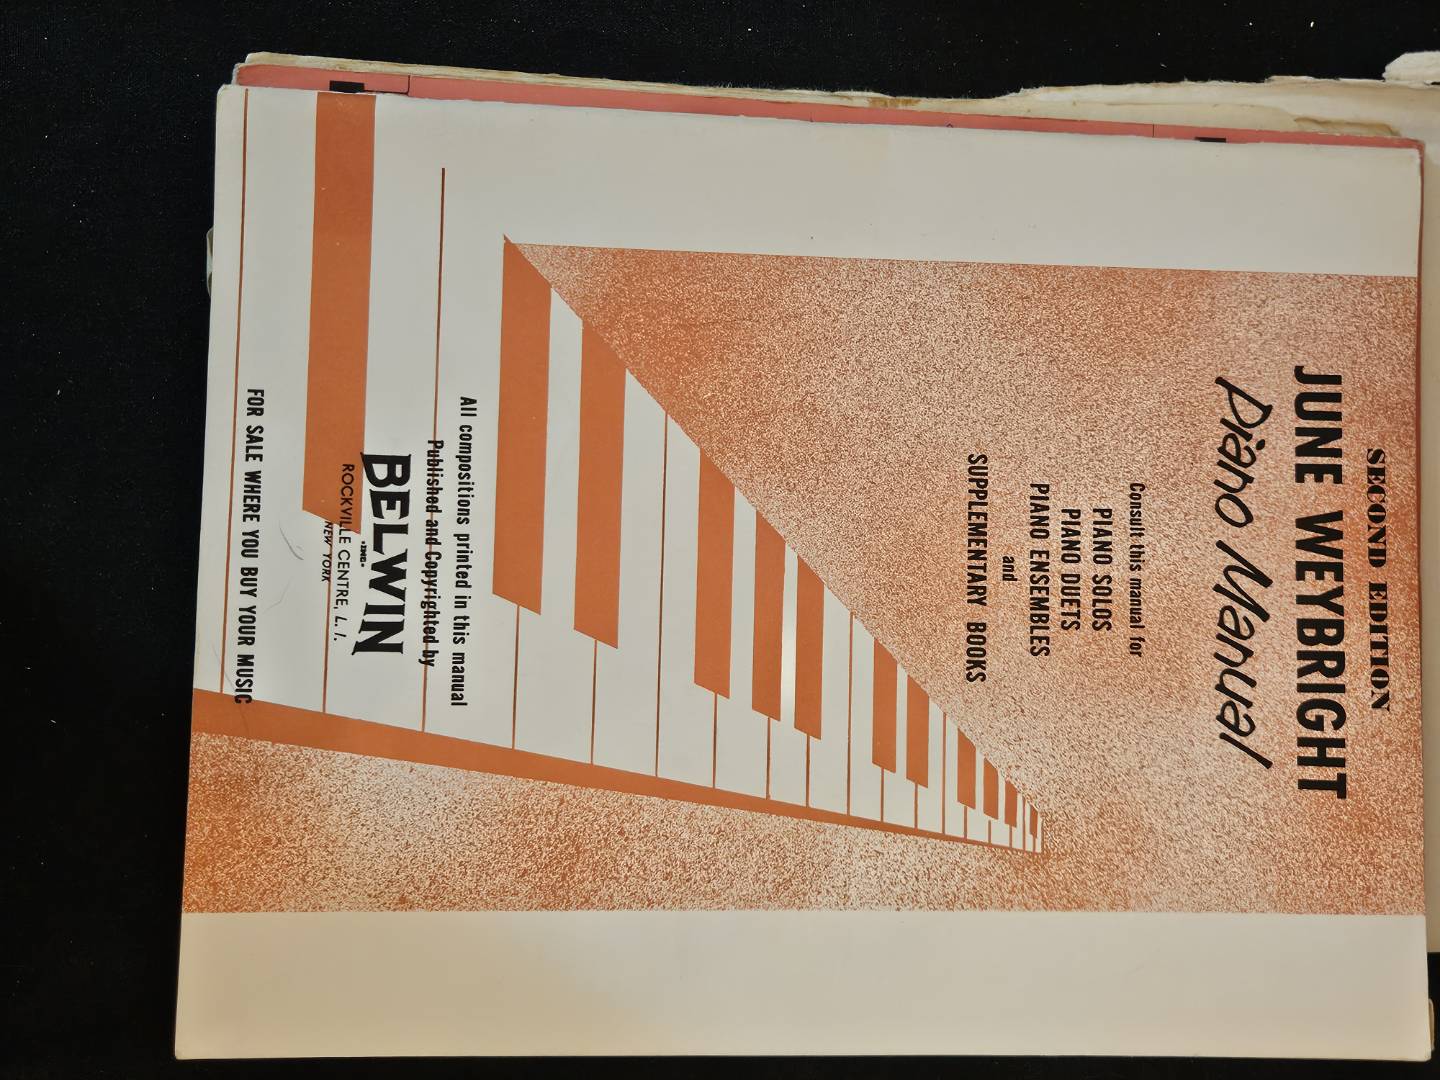 SECOND EDITION
JUNE WEYBRIGHT
Piano Manual
Consult this manual for
PIANO SOLOS
PIANO DUETS
PIANO ENSEMBLES
and
SUPPLEMENTARY BOOKS
All compositions printed in this manual
Published and Copyrighted by
BELWIN
•INC•
ROCKVILLE CENTRE, L. I.
NEW YORK
FOR SALE WHERE YOU BUY YOUR MUSIC